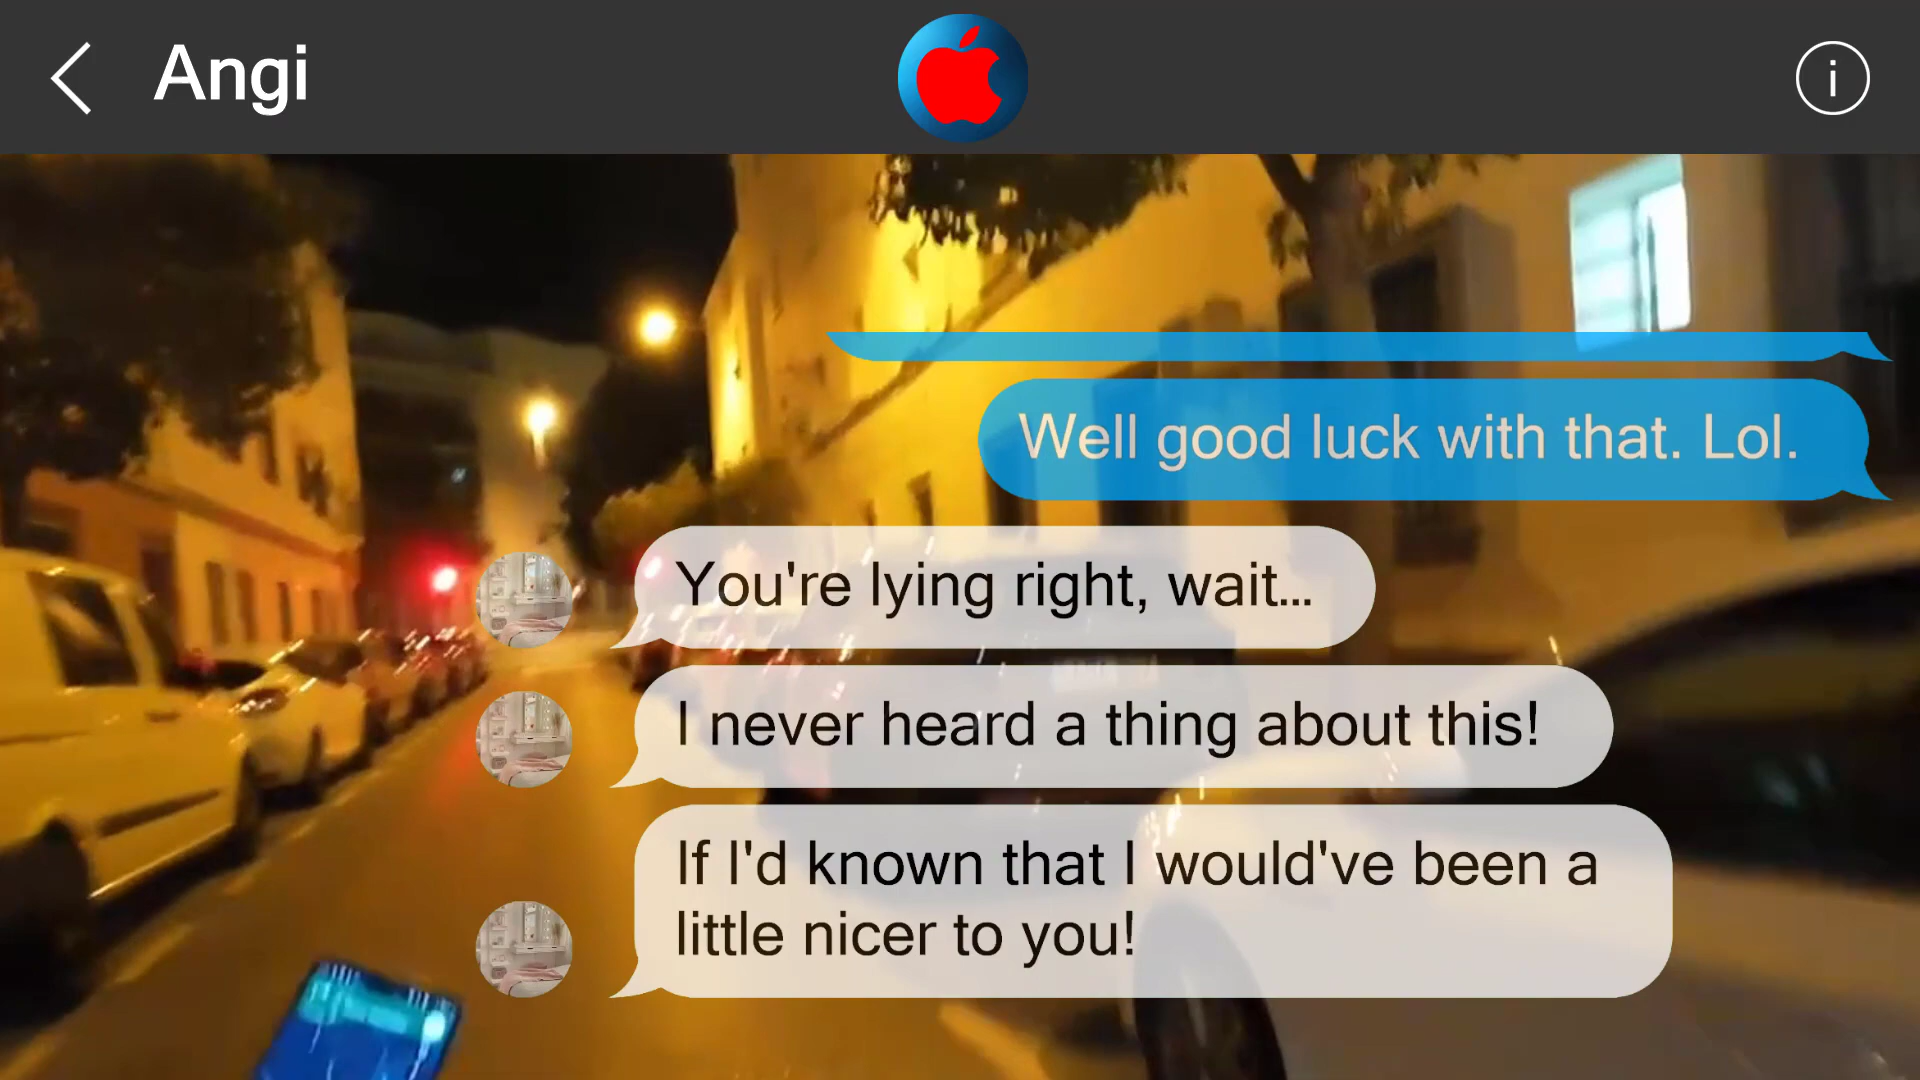 Angi
Well good luck with that. Lol.
You're lying right, wait...
I never heard a thing about this!
If I'd known that I would've been a
little nicer to you!